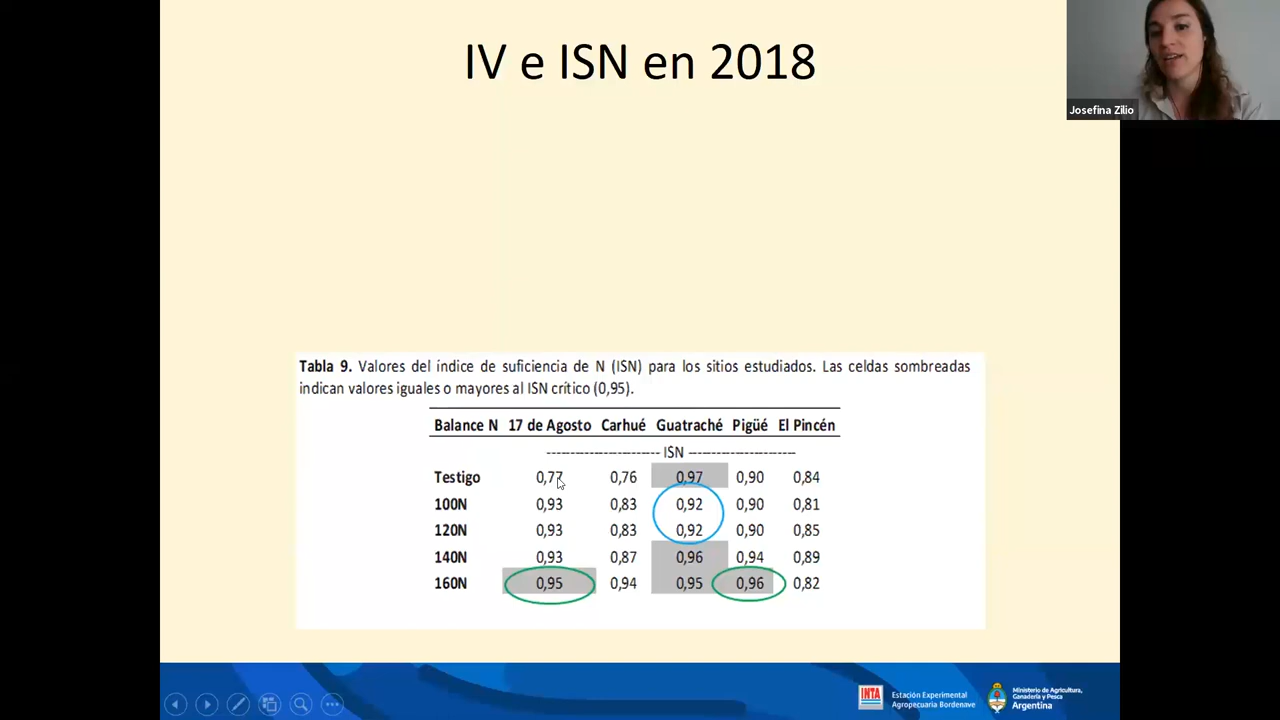 IV e ISN en 2018
Josefina Zilio
Tabla 9. Valores del índice de suficiencia de N (ISN) para los sitios estudiados. Las celdas sombreadas
indican valores iguales o mayores al ISN crítico (0,95).
Balance N 17 de Agosto Carhué Guatraché Pigüé El Pincén
---------------------- ISN ----------------------
Testigo 0,77 0,76 0,97 0,90 0,84
100N 0,93 0,83 0,92 0,90 0,81
120N 0,93 0,83 0,92 0,90 0,85
140N 0,93 0,87 0,96 0,94 0,89
160N 0,95 0,94 0,95 0,96 0,82
INTA
Estación Experimental
Agropecuaria Bordenave
Ministerio de Agricultura,
Ganadería y Pesca
Argentina